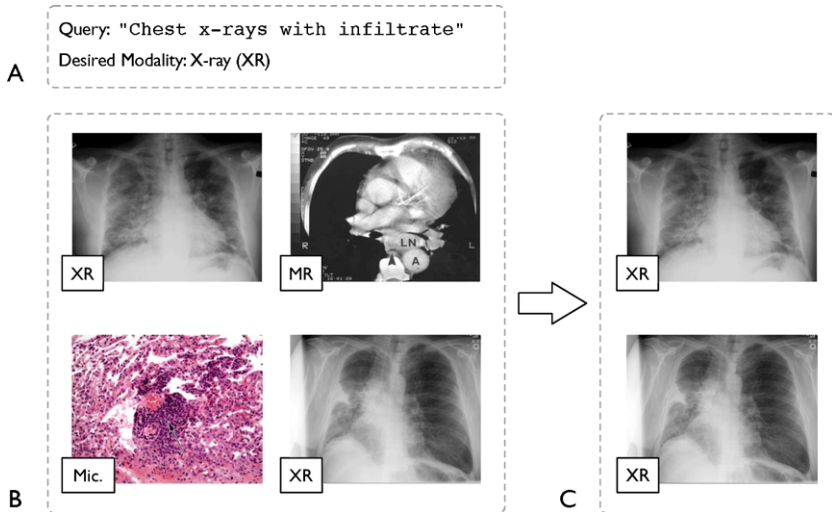 Query: "Chest x-rays with infiltrate"
Desired Modality: X-ray (XR)
A
XR
MR
R
LN
A
L
XR
Mic.
XR
XR
B
C